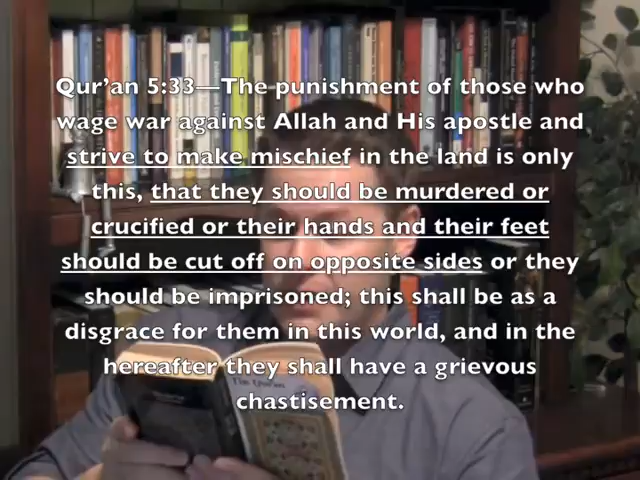 Qur'an 5:33—The punishment of those who
wage war against Allah and His apostle and
strive to make mischief in the land is only
this, that they should be murdered or
crucified or their hands and their feet
should be cut off on opposite sides or they
should be imprisoned; this shall be as a
disgrace for them in this world, and in the
hereafter they shall have a grievous
chastisement.
The Qur'an